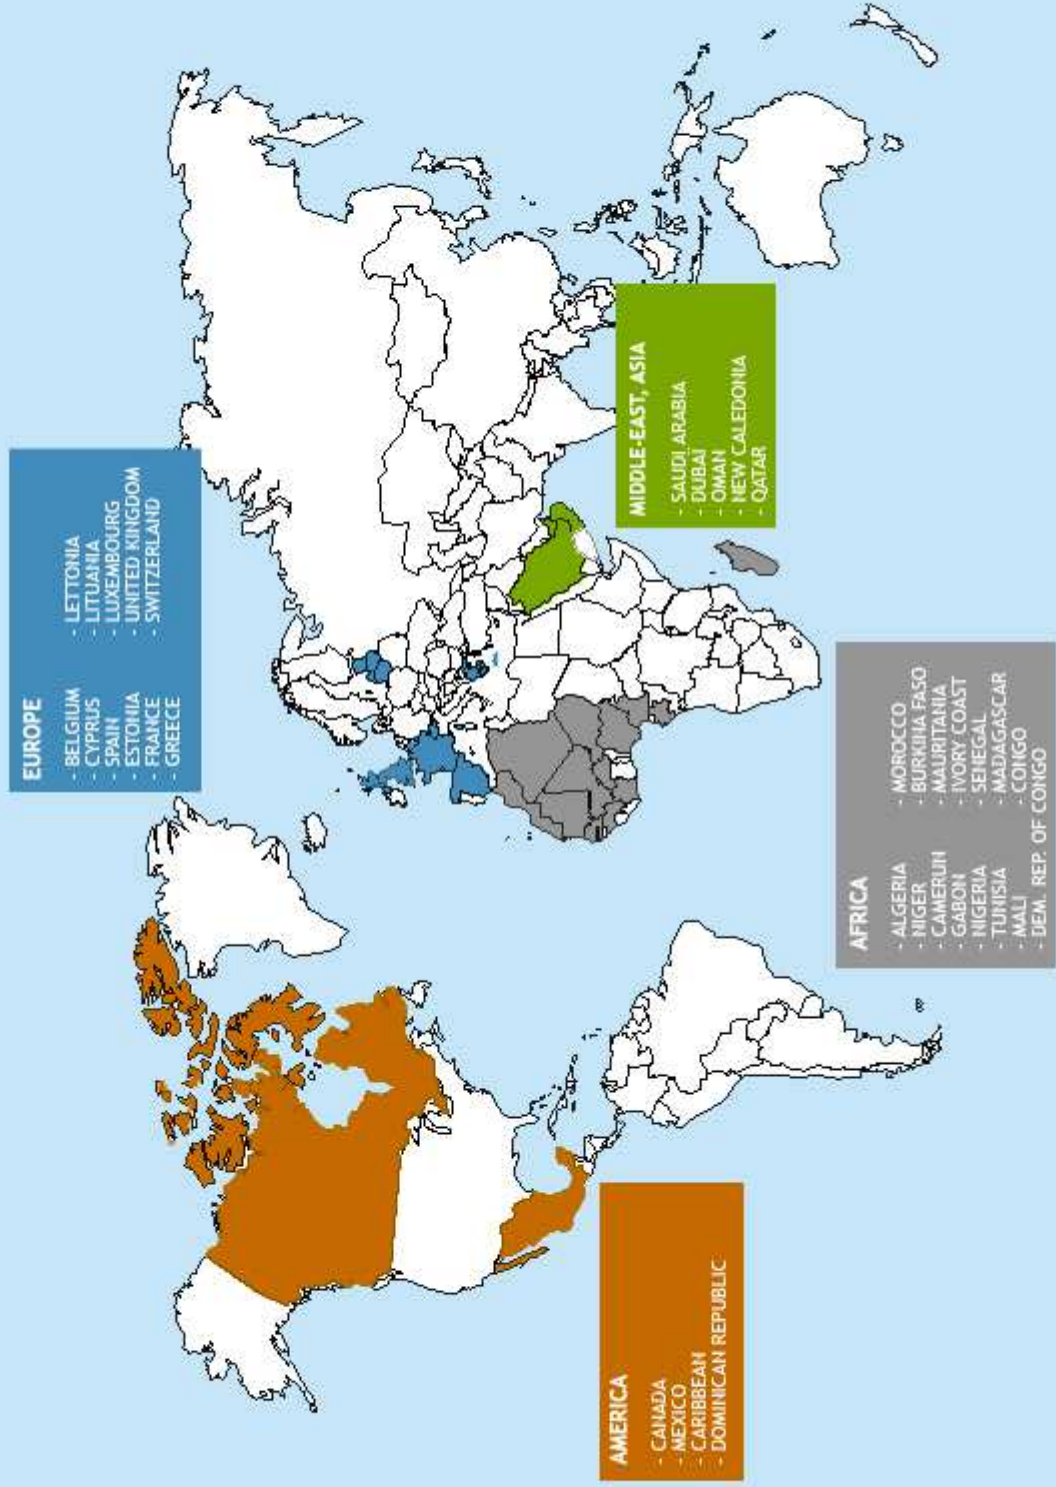 EUROPE
- BELGIUM
- CYPRUS
- SPAIN
- ESTONIA
- FRANCE
- GREECE
- LETTONIA
- LITUANIA
- LUXEMBOURG
- UNITED KINGDOM
- SWITZERLAND
AMERICA
- CANADA
- MEXICO
- CARIBBEAN
- DOMINICAN REPUBLIC
MIDDLE-EAST, ASIA
- SAUDI ARABIA
- DUBAI
- OMAN
- NEW CALEDONIA
- QATAR
AFRICA
- ALGERIA
- NIGER
- CAMERUN
- GABON
- NIGERIA
- TUNISIA
- MALI
- DEM. REP. OF CONGO
- MOROCCO
- BURKINA FASO
- MAURITANIA
- IVORY COAST
- SENEGAL
- MADAGASCAR
- CONGO